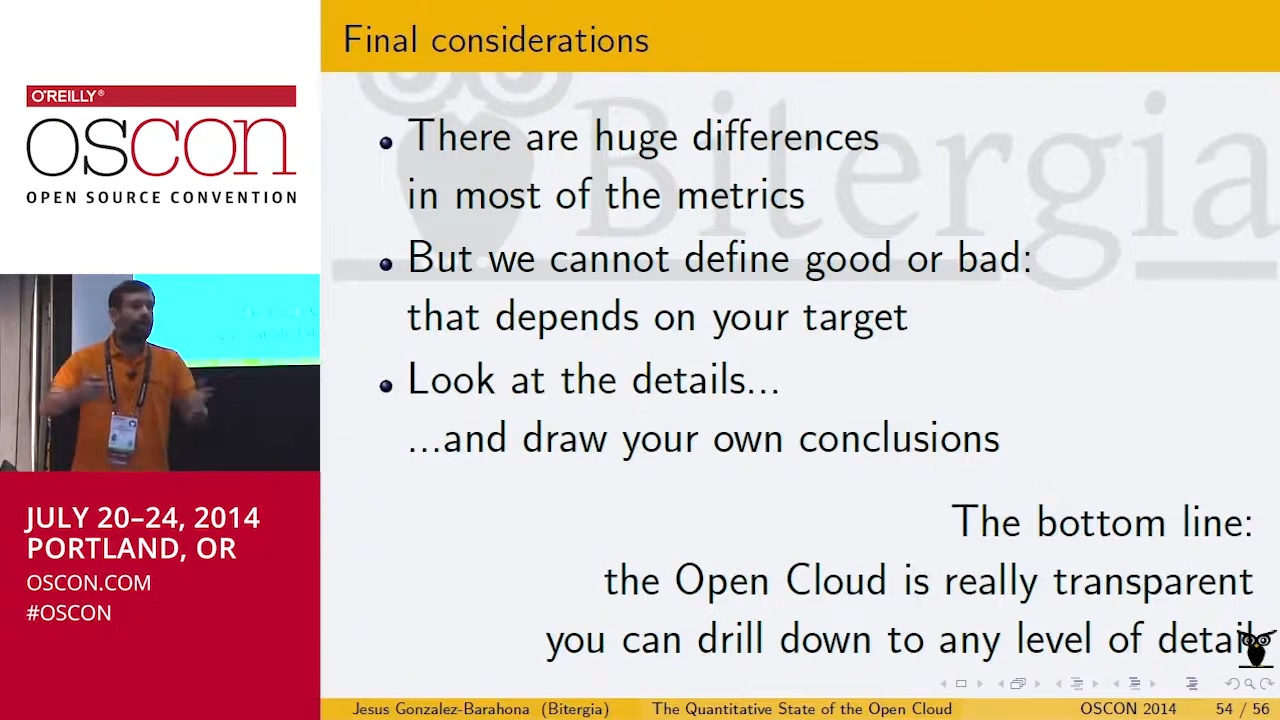 O'REILLY®
OSCON
OPEN SOURCE CONVENTION
JULY 20–24, 2014
PORTLAND, OR
OSCON.COM
#OSCON
Final considerations
Bitergia
There are huge differences
in most of the metrics
But we cannot define good or bad:
that depends on your target
Look at the details...
...and draw your own conclusions
The bottom line:
the Open Cloud is really transparent
you can drill down to any level of detail
Jesus Gonzalez-Barahona (Bitergia) The Quantitative State of the Open Cloud OSCON 2014 54 / 56